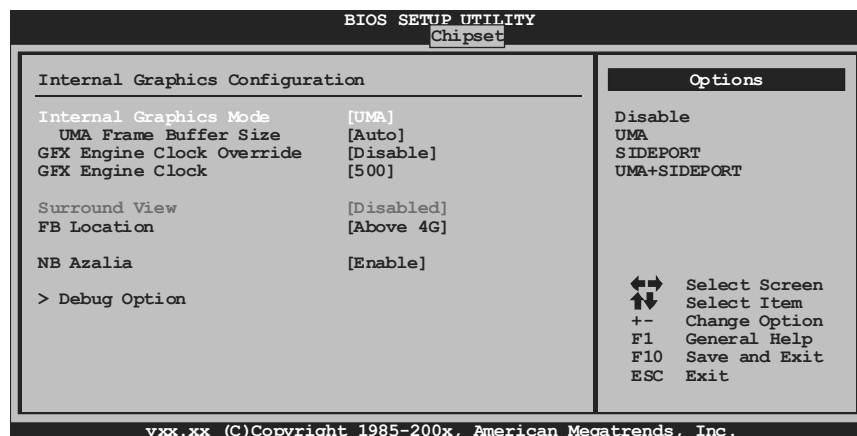 BIOS SETUP UTILITY
Chipset
Internal Graphics Configuration
Internal Graphics Mode [UMA]
UMA Frame Buffer Size [Auto]
GFX Engine Clock Override [Disable]
GFX Engine Clock [500]
Surround View [Disabled]
FB Location [Above 4G]
NB Azalia [Enable]
> Debug Option
Options
Disable
UMA
SIDEPORT
UMA+SIDEPORT
Select Screen
Select Item
+- Change Option
F1 General Help
F10 Save and Exit
ESC Exit
vxx.xx (C)Copyright 1985-200x, American Megatrends, Inc.